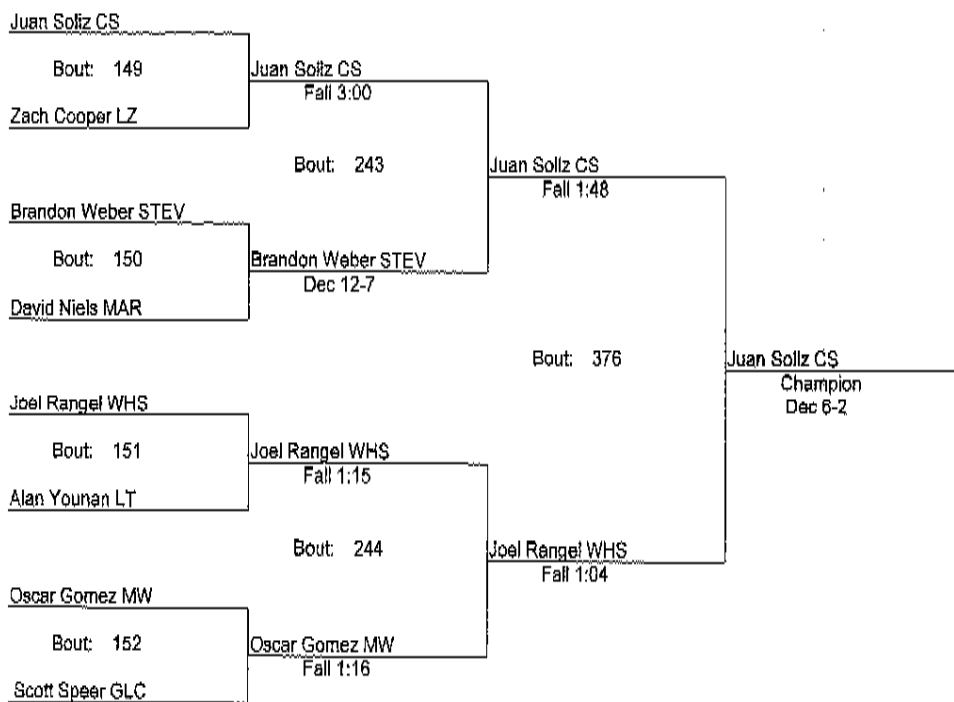 Juan Soliz CS
Bout: 149
Zach Cooper LZ
Juan Soliz CS
Fall 3:00
Bout: 243
Brandon Weber STEV
Bout: 150
David Niels MAR
Brandon Weber STEV
Dec 12-7
Juan Soliz CS
Fall 1:48
Bout: 376
Juan Soliz CS
Champion
Dec 6-2
Joel Rangel WHS
Bout: 151
Alan Younan LT
Joel Rangel WHS
Fall 1:15
Bout: 244
Oscar Gomez MW
Bout: 152
Scott Speer GLC
Oscar Gomez MW
Fall 1:16
Joel Rangel WHS
Fall 1:04